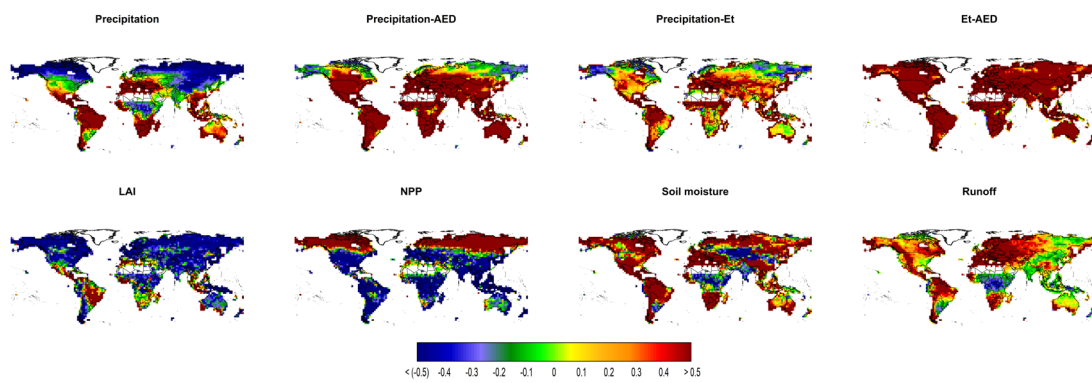 Precipitation
Precipitation-AED
Precipitation-Et
Et-AED
LAI
NPP
Soil moisture
Runoff
< (-0.5) -0.4 -0.3 -0.2 -0.1 0 0.1 0.2 0.3 0.4 > 0.5